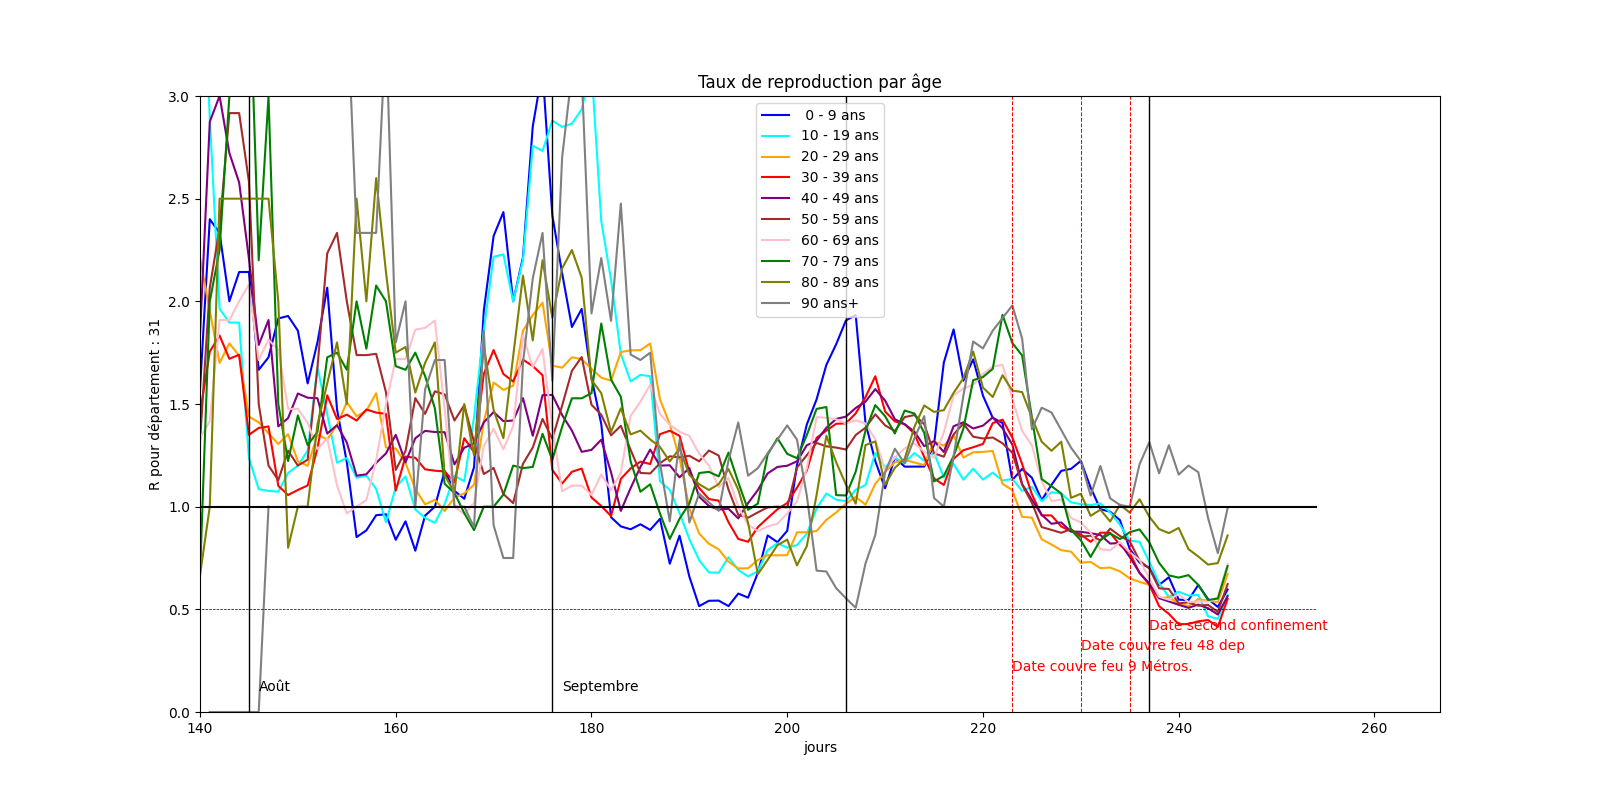 Taux de reproduction par âge
R pour département : 31
3.0
2.5
2.0
1.5
1.0
0.5
0.0
0 - 9 ans
10 - 19 ans
20 - 29 ans
30 - 39 ans
40 - 49 ans
50 - 59 ans
60 - 69 ans
70 - 79 ans
80 - 89 ans
90 ans+
Date second confinement
Date couvre feu 48 dep
Date couvre feu 9 Métros.
Août
Septembre
140
160
180
200
220
240
260
jours